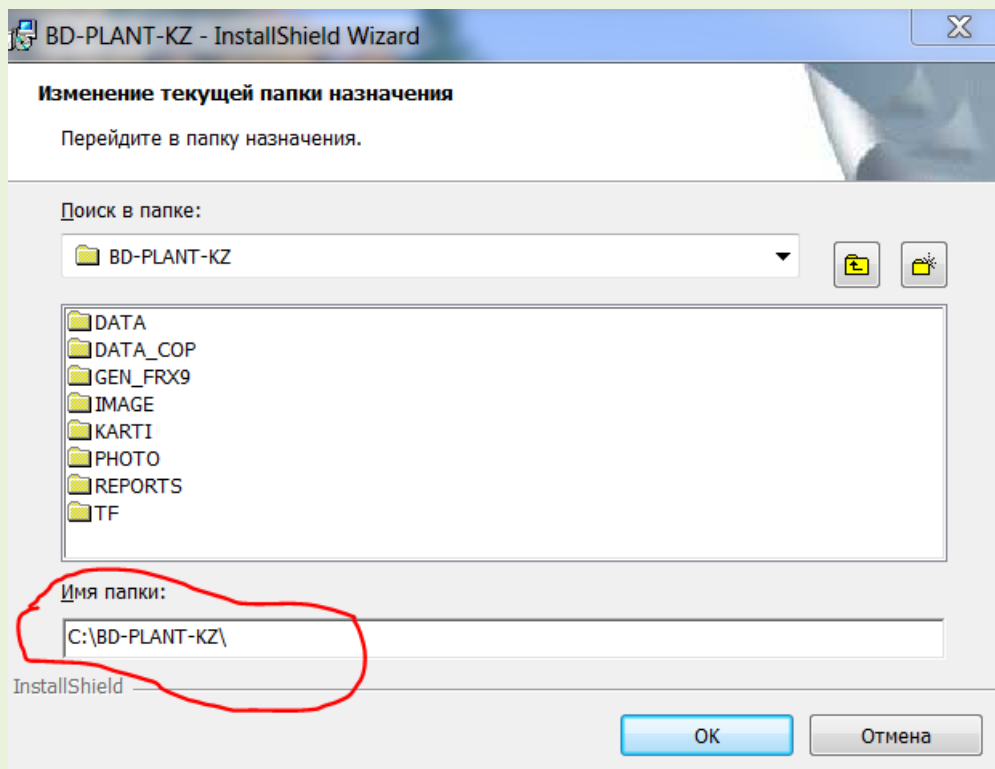 BD-PLANT-KZ - InstallShield Wizard
Изменение текущей папки назначения
Перейдите в папку назначения.
Поиск в папке:
BD-PLANT-KZ
DATA
DATA_COP
GEN_FRX9
IMAGE
KARTI
PHOTO
REPORTS
TF
Имя папки:
C:\BD-PLANT-KZ\
InstallShield
ОК
Отмена